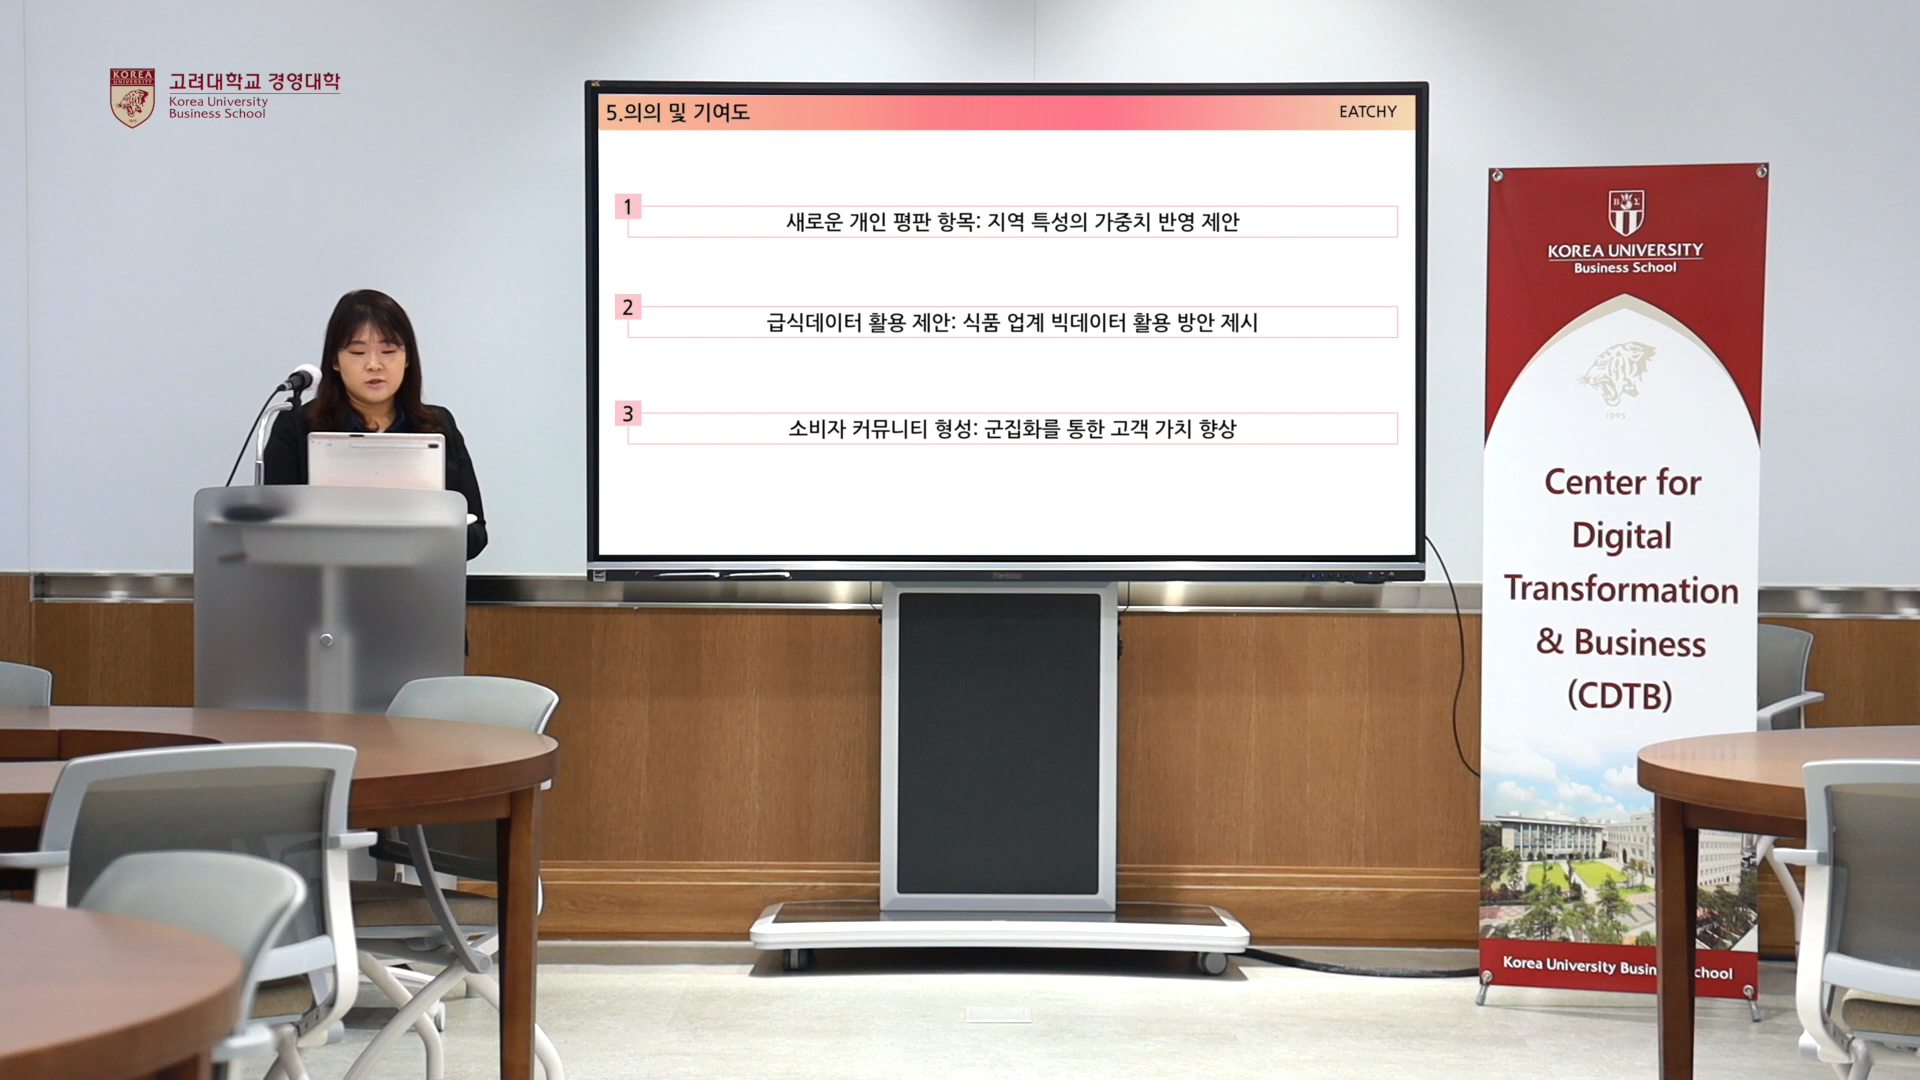 KOREA
UNIVERSITY
고려대학교 경영대학
Korea University
Business School
5.의의 및 기여도
EATCHY
1
새로운 개인 평판 항목: 지역 특성의 가중치 반영 제안
2
급식데이터 활용 제안: 식품 업계 빅데이터 활용 방안 제시
3
소비자 커뮤니티 형성: 군집화를 통한 고객 가치 향상
KOREA UNIVERSITY
Business School
1905
Center for
Digital
Transformation
& Business
(CDTB)
Korea University Busin chool